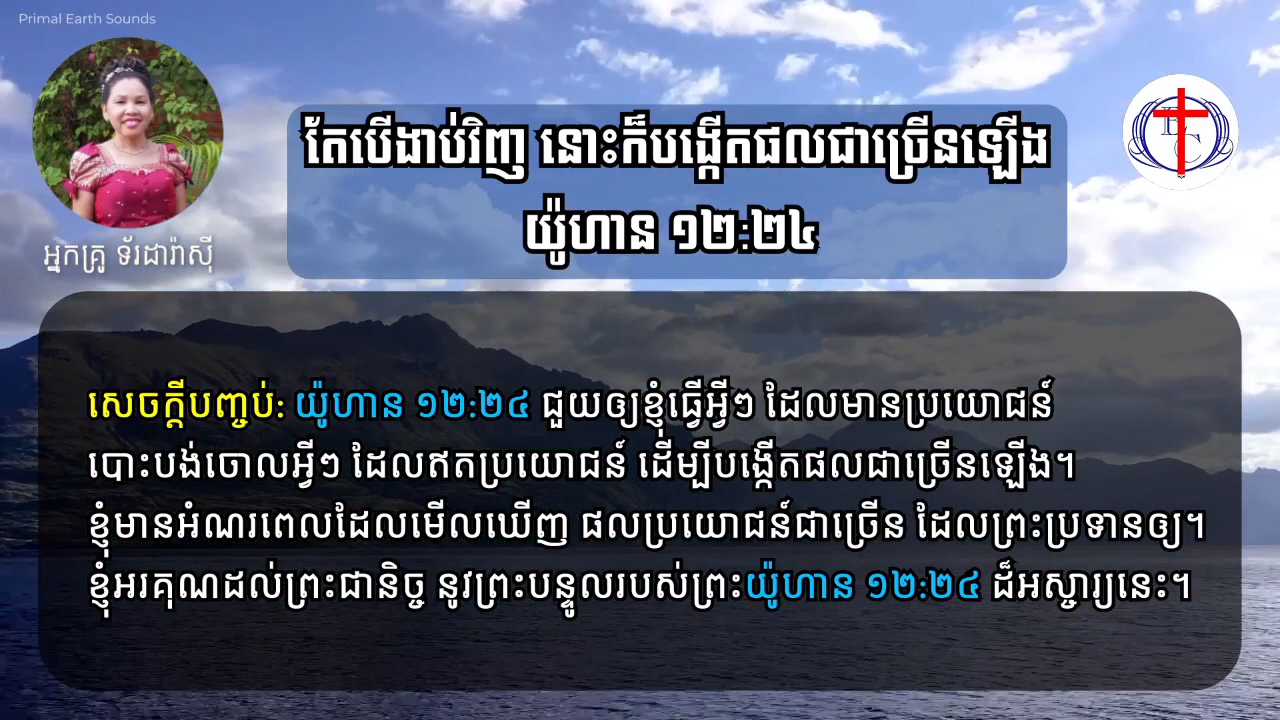 Primal Earth Sounds
តែបើងាប់វិញ នោះក៏បង្កើតផលជាច្រើនឡើង
យ៉ូហាន ១២:២៤
អ្នកគ្រូ ទ័រដារ៉ាស៊ី
សេចក្ដីបញ្ចប់: យ៉ូហាន ១២:២៤ ជួយឲ្យខ្ញុំធ្វើអ្វីៗ ដែលមានប្រយោជន៍
បោះបង់ចោលអ្វីៗ ដែលឥតប្រយោជន៍ ដើម្បីបង្កើតផលជាច្រើនឡើង។
ខ្ញុំមានអំណរពេលដែលមើលឃើញ ផលប្រយោជន៍ជាច្រើន ដែលព្រះប្រទានឲ្យ។
ខ្ញុំអរគុណដល់ព្រះជានិច្ច នូវព្រះបន្ទូលរបស់ព្រះយ៉ូហាន ១២:២៤ ដ៏អស្ចារ្យនេះ។